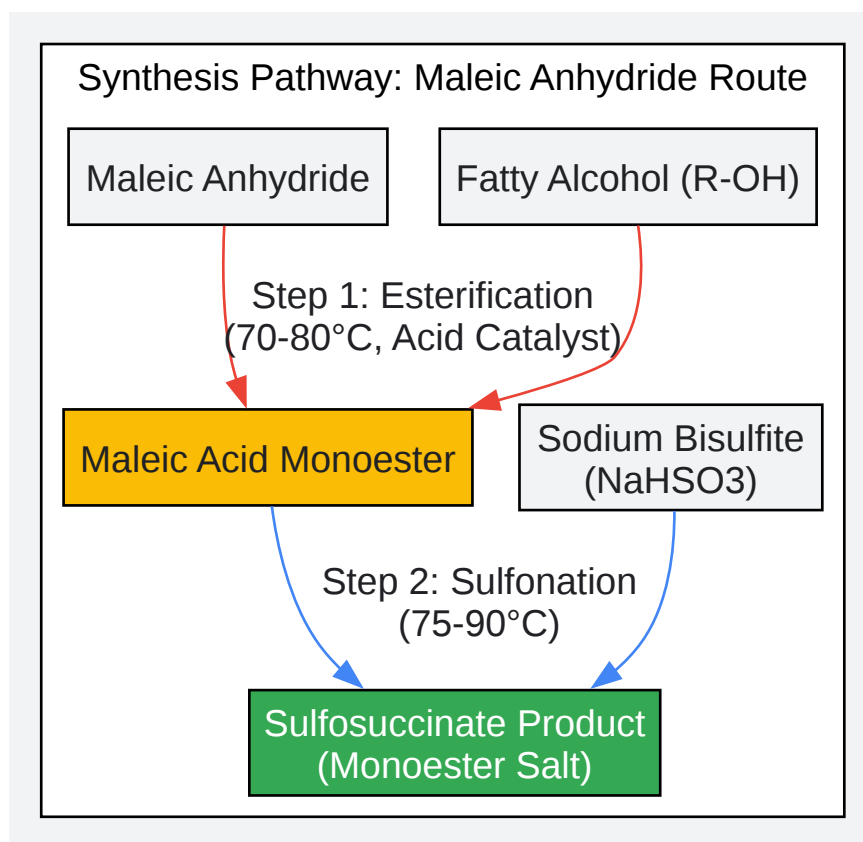 Synthesis Pathway: Maleic Anhydride Route
Maleic Anhydride
Fatty Alcohol (R-OH)
Step 1: Esterification
(70-80°C, Acid Catalyst)
Maleic Acid Monoester
Sodium Bisulfite
(NaHSO3)
Step 2: Sulfonation
(75-90°C)
Sulfosuccinate Product
(Monoester Salt)